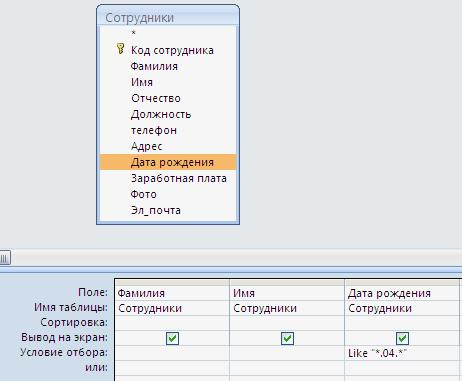 Сотрудники
*
Код сотрудника
Фамилия
Имя
Отчество
Должность
телефон
Адрес
Дата рождения
Заработная плата
Фото
Эл_почта
Поле: Фамилия Имя Дата рождения
Имя таблицы: Сотрудники Сотрудники Сотрудники
Сортировка:
Вывод на экран:
Условие отбора: Like "*.04.*"
или: